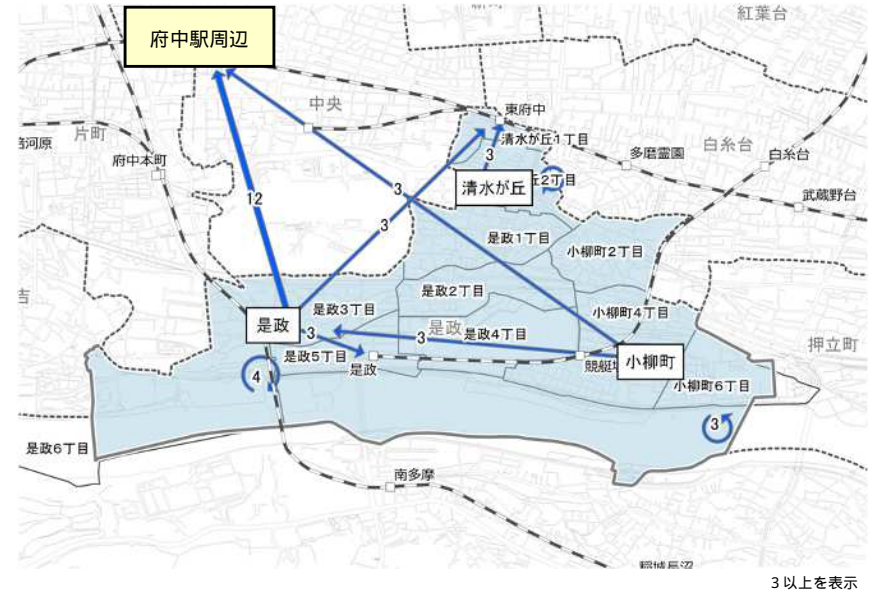 紅葉台
府中駅周辺
中央
東府中
片町
清水が丘1丁目
白糸台
府中本町
3
多磨霊園
白糸台
丘2丁目
清水が丘
3
12
武蔵野台
3
是政1丁目
小柳町2丁目
是政2丁目
是政3丁目
小柳町4丁目
是政
3
是政
是政4丁目
3
押立町
是政5丁目
是政
小柳町
4
小柳町6丁目
3
是政6丁目
南多摩
稲城長沼
3以上を表示